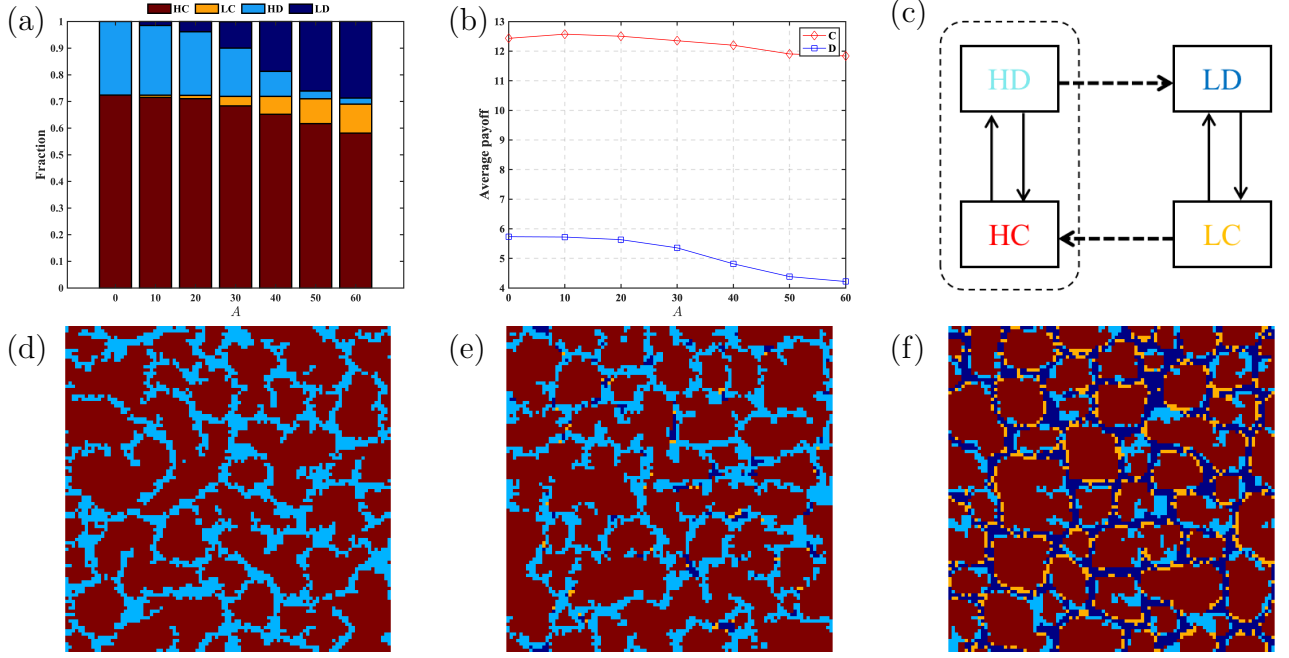 (a)
HC LC HD LD
Fraction
1
0.9
0.8
0.7
0.6
0.5
0.4
0.3
0.2
0.1
0
0 10 20 30 40 50 60
A
(b)
Average payoff
13
12
11
10
9
8
7
6
5
4
C
D
0 10 20 30 40 50 60
A
(c)
HD LD
HC LC
(d)
(e)
(f)